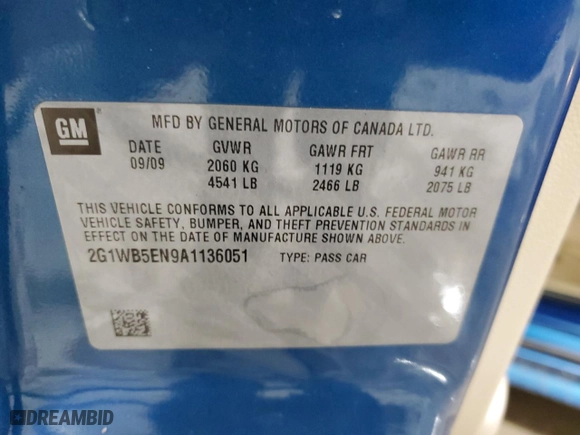 GM
MFD BY GENERAL MOTORS OF CANADA LTD.
DATE GVWR GAWR FRT GAWR RR
09/09 2060 KG 1119 KG 941 KG
4541 LB 2466 LB 2075 LB
THIS VEHICLE CONFORMS TO ALL APPLICABLE U.S. FEDERAL MOTOR
VEHICLE SAFETY, BUMPER, AND THEFT PREVENTION STANDARDS IN
EFFECT ON THE DATE OF MANUFACTURE SHOWN ABOVE.
2G1WB5EN9A1136051 TYPE: PASS CAR
DREAMBID